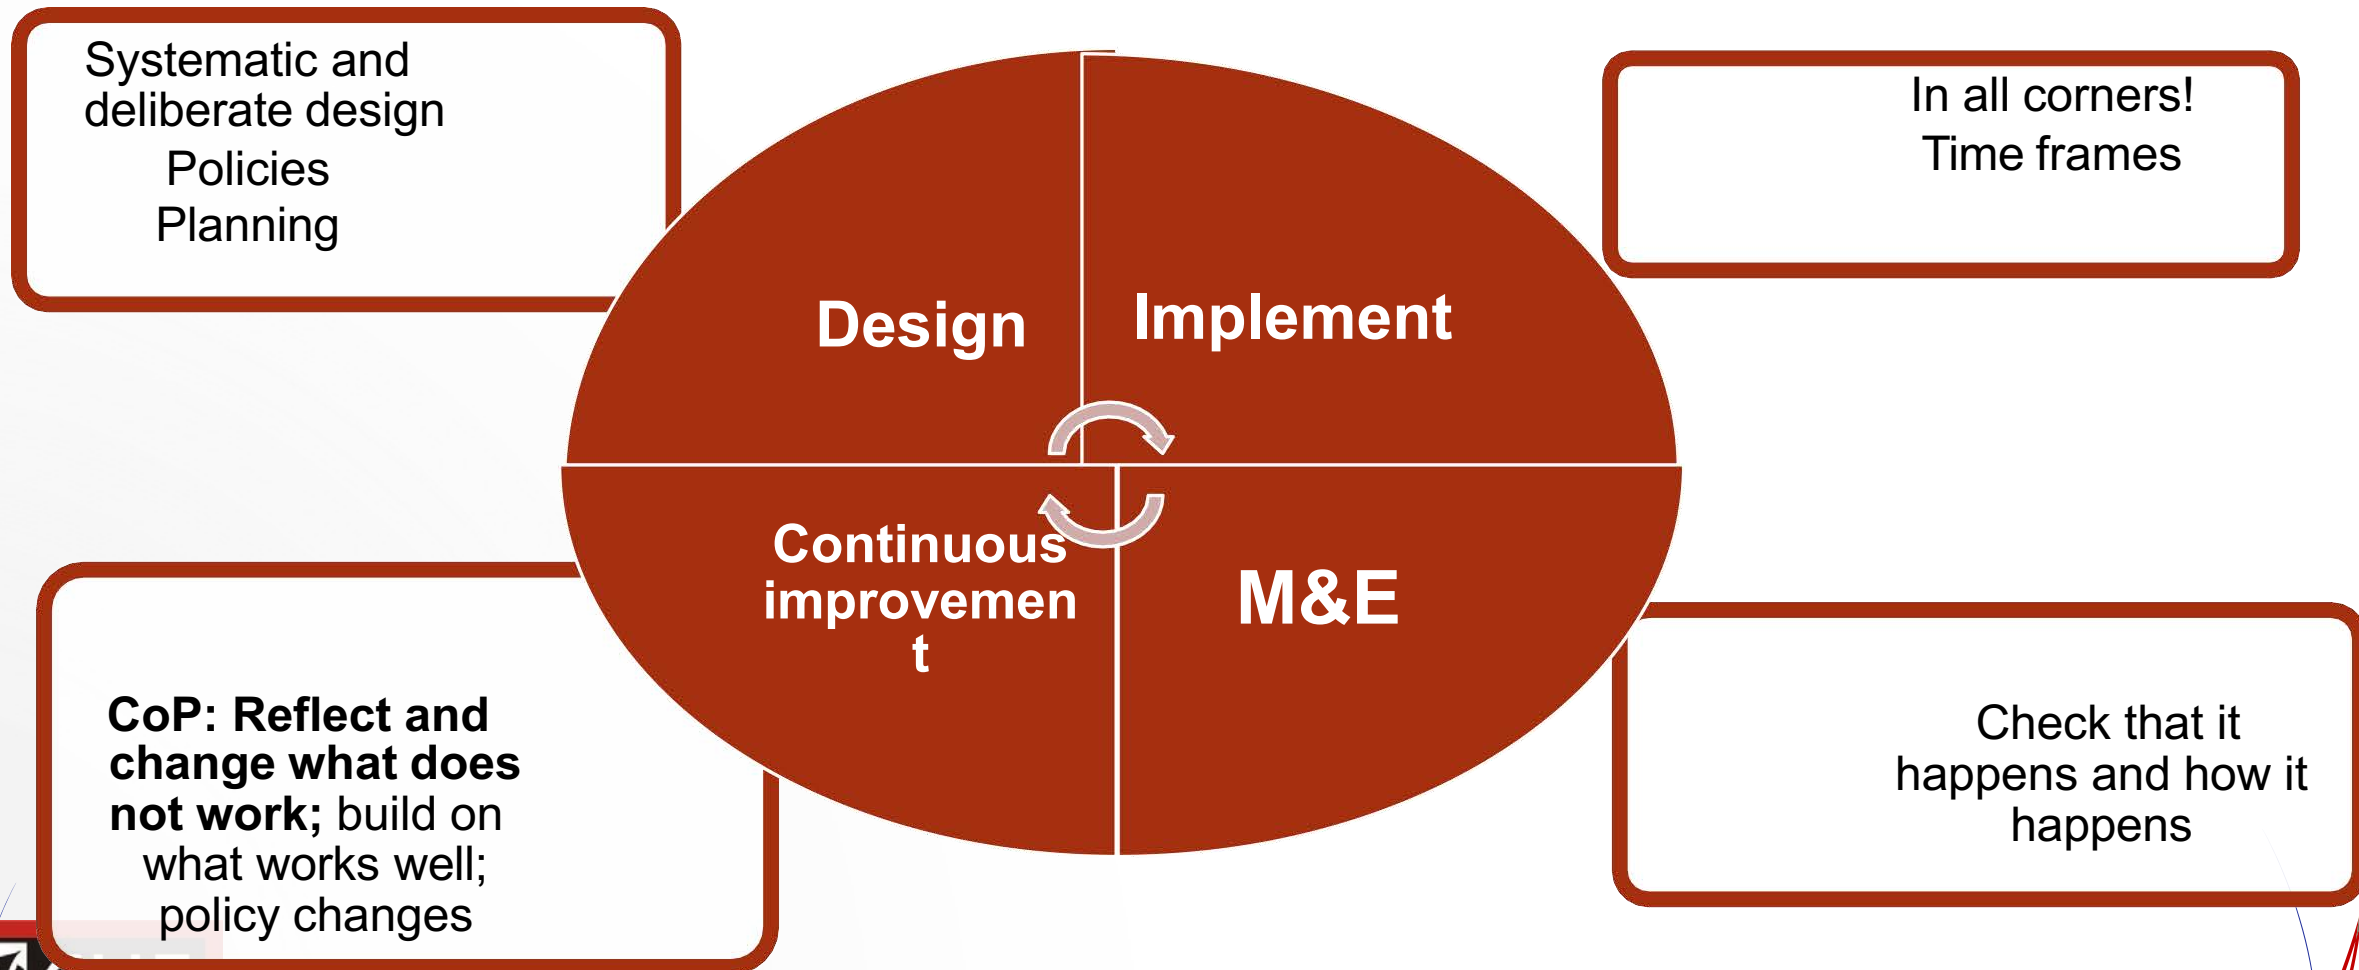 Systematic and
deliberate design
Policies
Planning
In all corners!
Time frames
Design
Implement
Continuous
improvemen
t
M&E
CoP: Reflect and
change what does
not work; build on
what works well;
policy changes
Check that it
happens and how it
happens